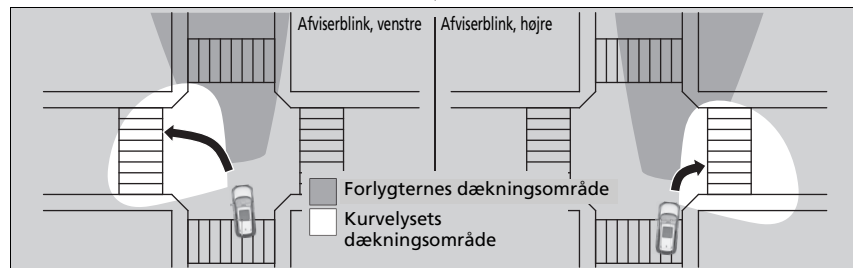 Afviserblink, venstre
Afviserblink, højre
Forlygternes dækningsområde
Kurvelysets
dækningsområde